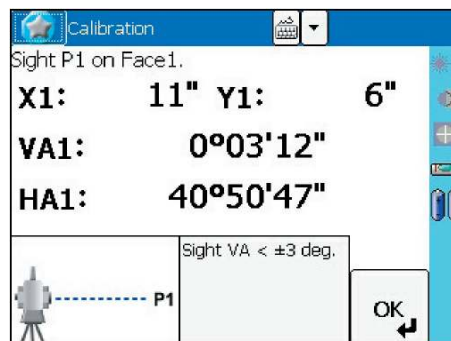 Calibration
Sight P1 on Face1.
X1: 11" Y1: 6"
VA1: 0°03'12"
HA1: 40°50'47"
Sight VA < ±3 deg.
P1
OK